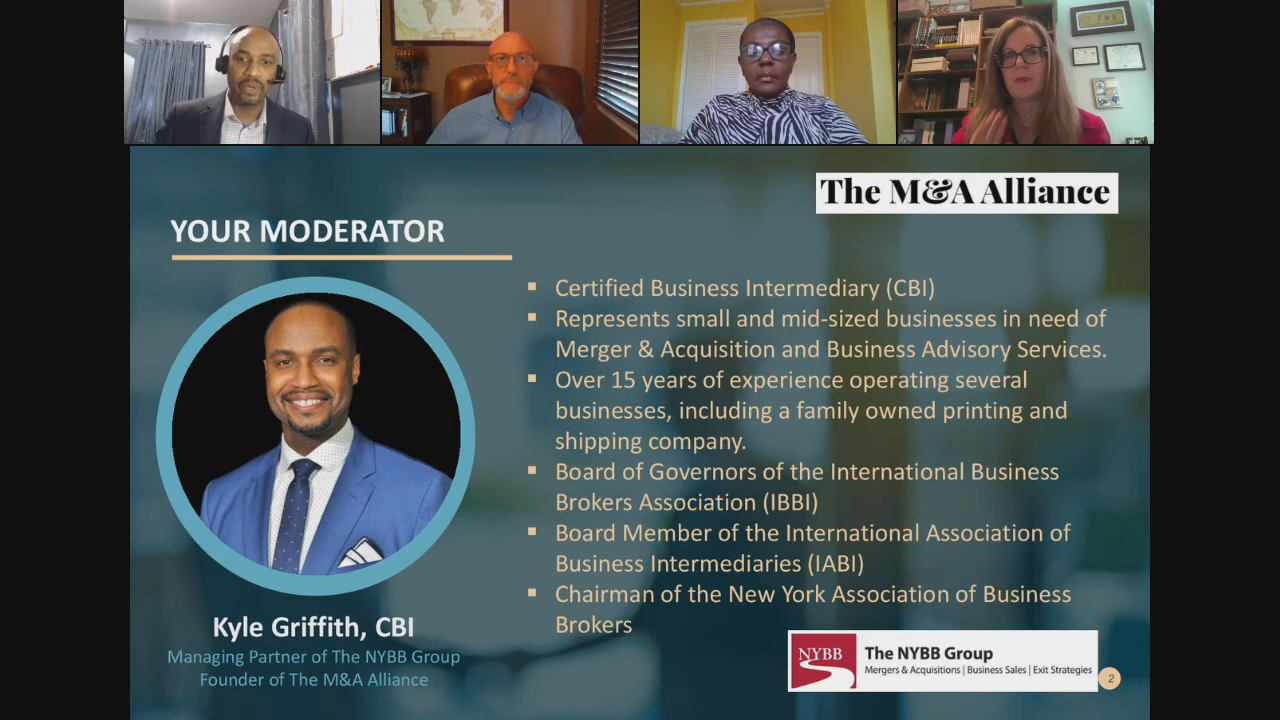 The M&A Alliance
YOUR MODERATOR
▪ Certified Business Intermediary (CBI)
▪ Represents small and mid-sized businesses in need of
Merger & Acquisition and Business Advisory Services.
▪ Over 15 years of experience operating several
businesses, including a family owned printing and
shipping company.
▪ Board of Governors of the International Business
Brokers Association (IBBI)
▪ Board Member of the International Association of
Business Intermediaries (IABI)
▪ Chairman of the New York Association of Business
Brokers
Kyle Griffith, CBI
Managing Partner of The NYBB Group
Founder of The M&A Alliance
NYBB
The NYBB Group
Mergers & Acquisitions | Business Sales | Exit Strategies
2